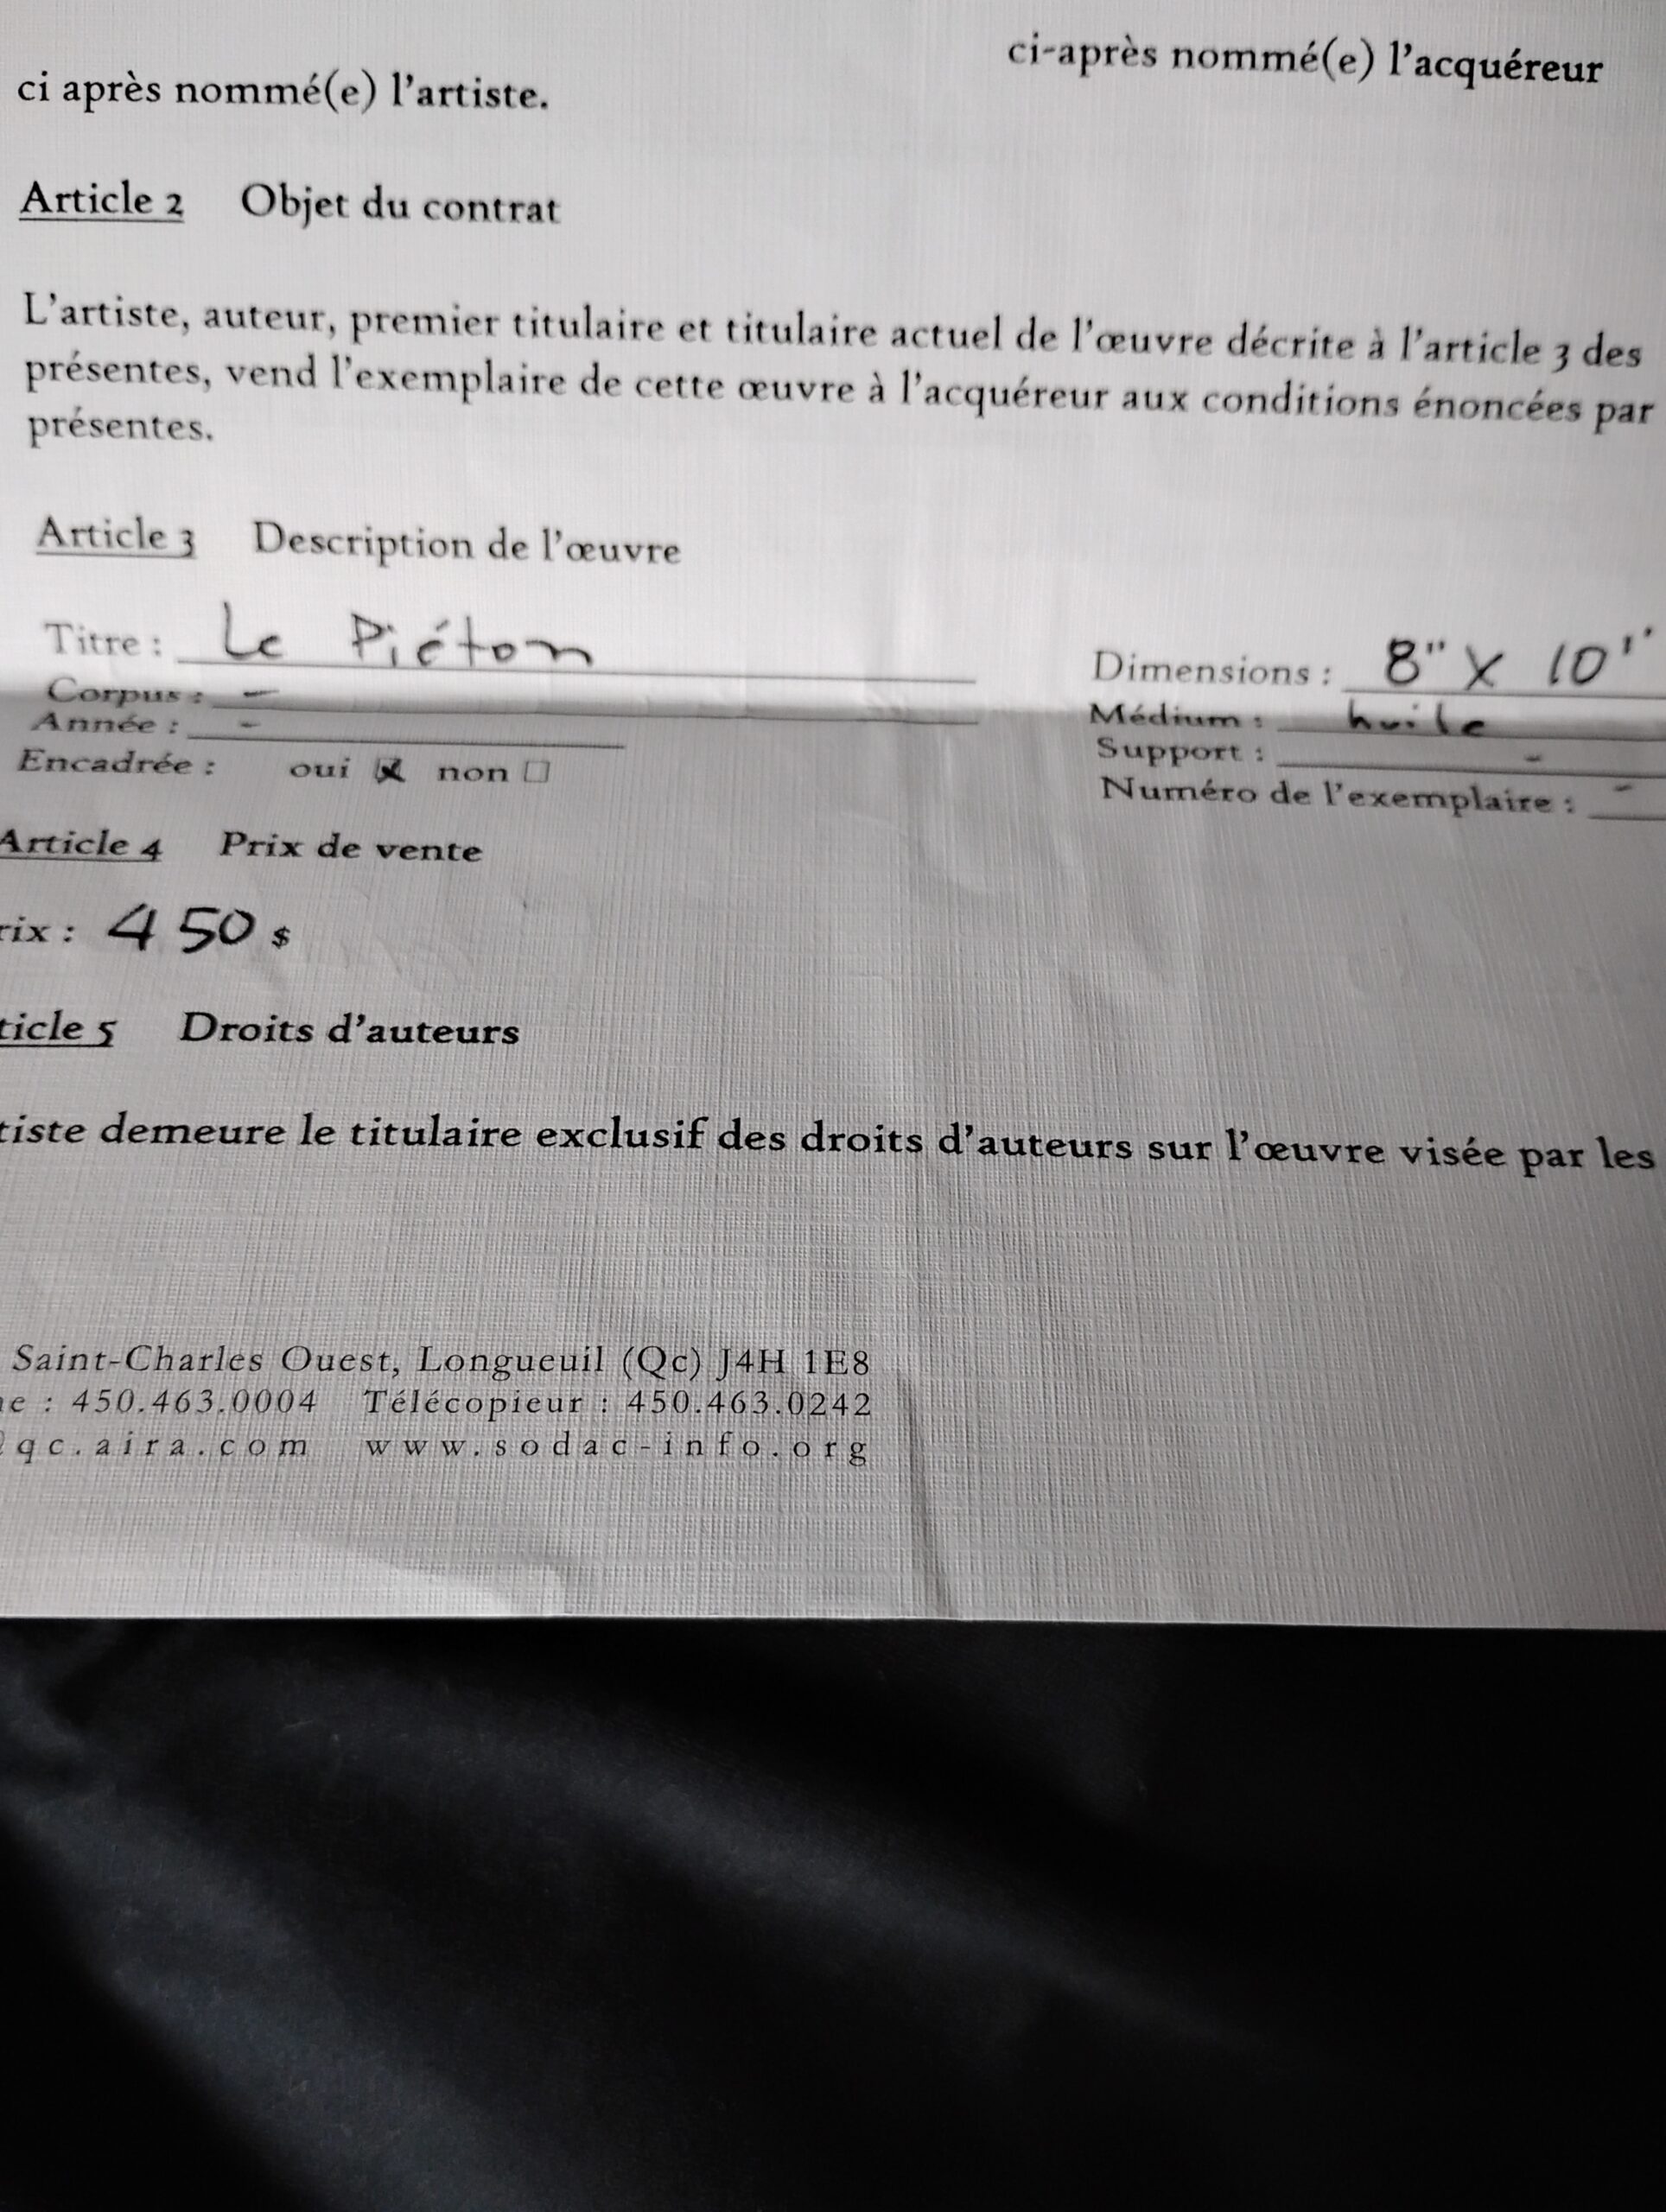 ci-après nommé(e) l'acquéreur
ci après nommé(e) l'artiste.
Article 2 Objet du contrat
L'artiste, auteur, premier titulaire et titulaire actuel de l'œuvre décrite à l'article 3 des
présentes, vend l'exemplaire de cette œuvre à l'acquéreur aux conditions énoncées par
présentes.
Article 3 Description de l'œuvre
Titre : Le Piéton
Corpus : –
Année : –
Encadrée : oui ☒ non ☐
Dimensions : 8" X 10"
Médium : huile
Support : –
Numéro de l'exemplaire : –
Article 4 Prix de vente
rix : 450 $
ticle 5 Droits d'auteurs
tiste demeure le titulaire exclusif des droits d'auteurs sur l'œuvre visée par les
Saint-Charles Ouest, Longueuil (Qc) J4H 1E8
ne : 450.463.0004 Télécopieur : 450.463.0242
@qc.aira.com www.sodac-info.org